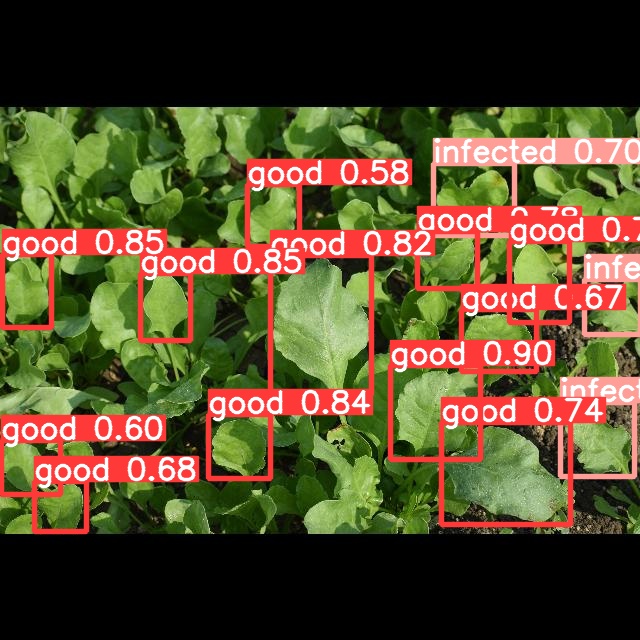 infected 0.70
good 0.58
good 0.78
good 0.7
good 0.85
good 0.82
good 0.85
infe
good 0.67
good 0.90
infect
good 0.84
good 0.74
good 0.60
good 0.68